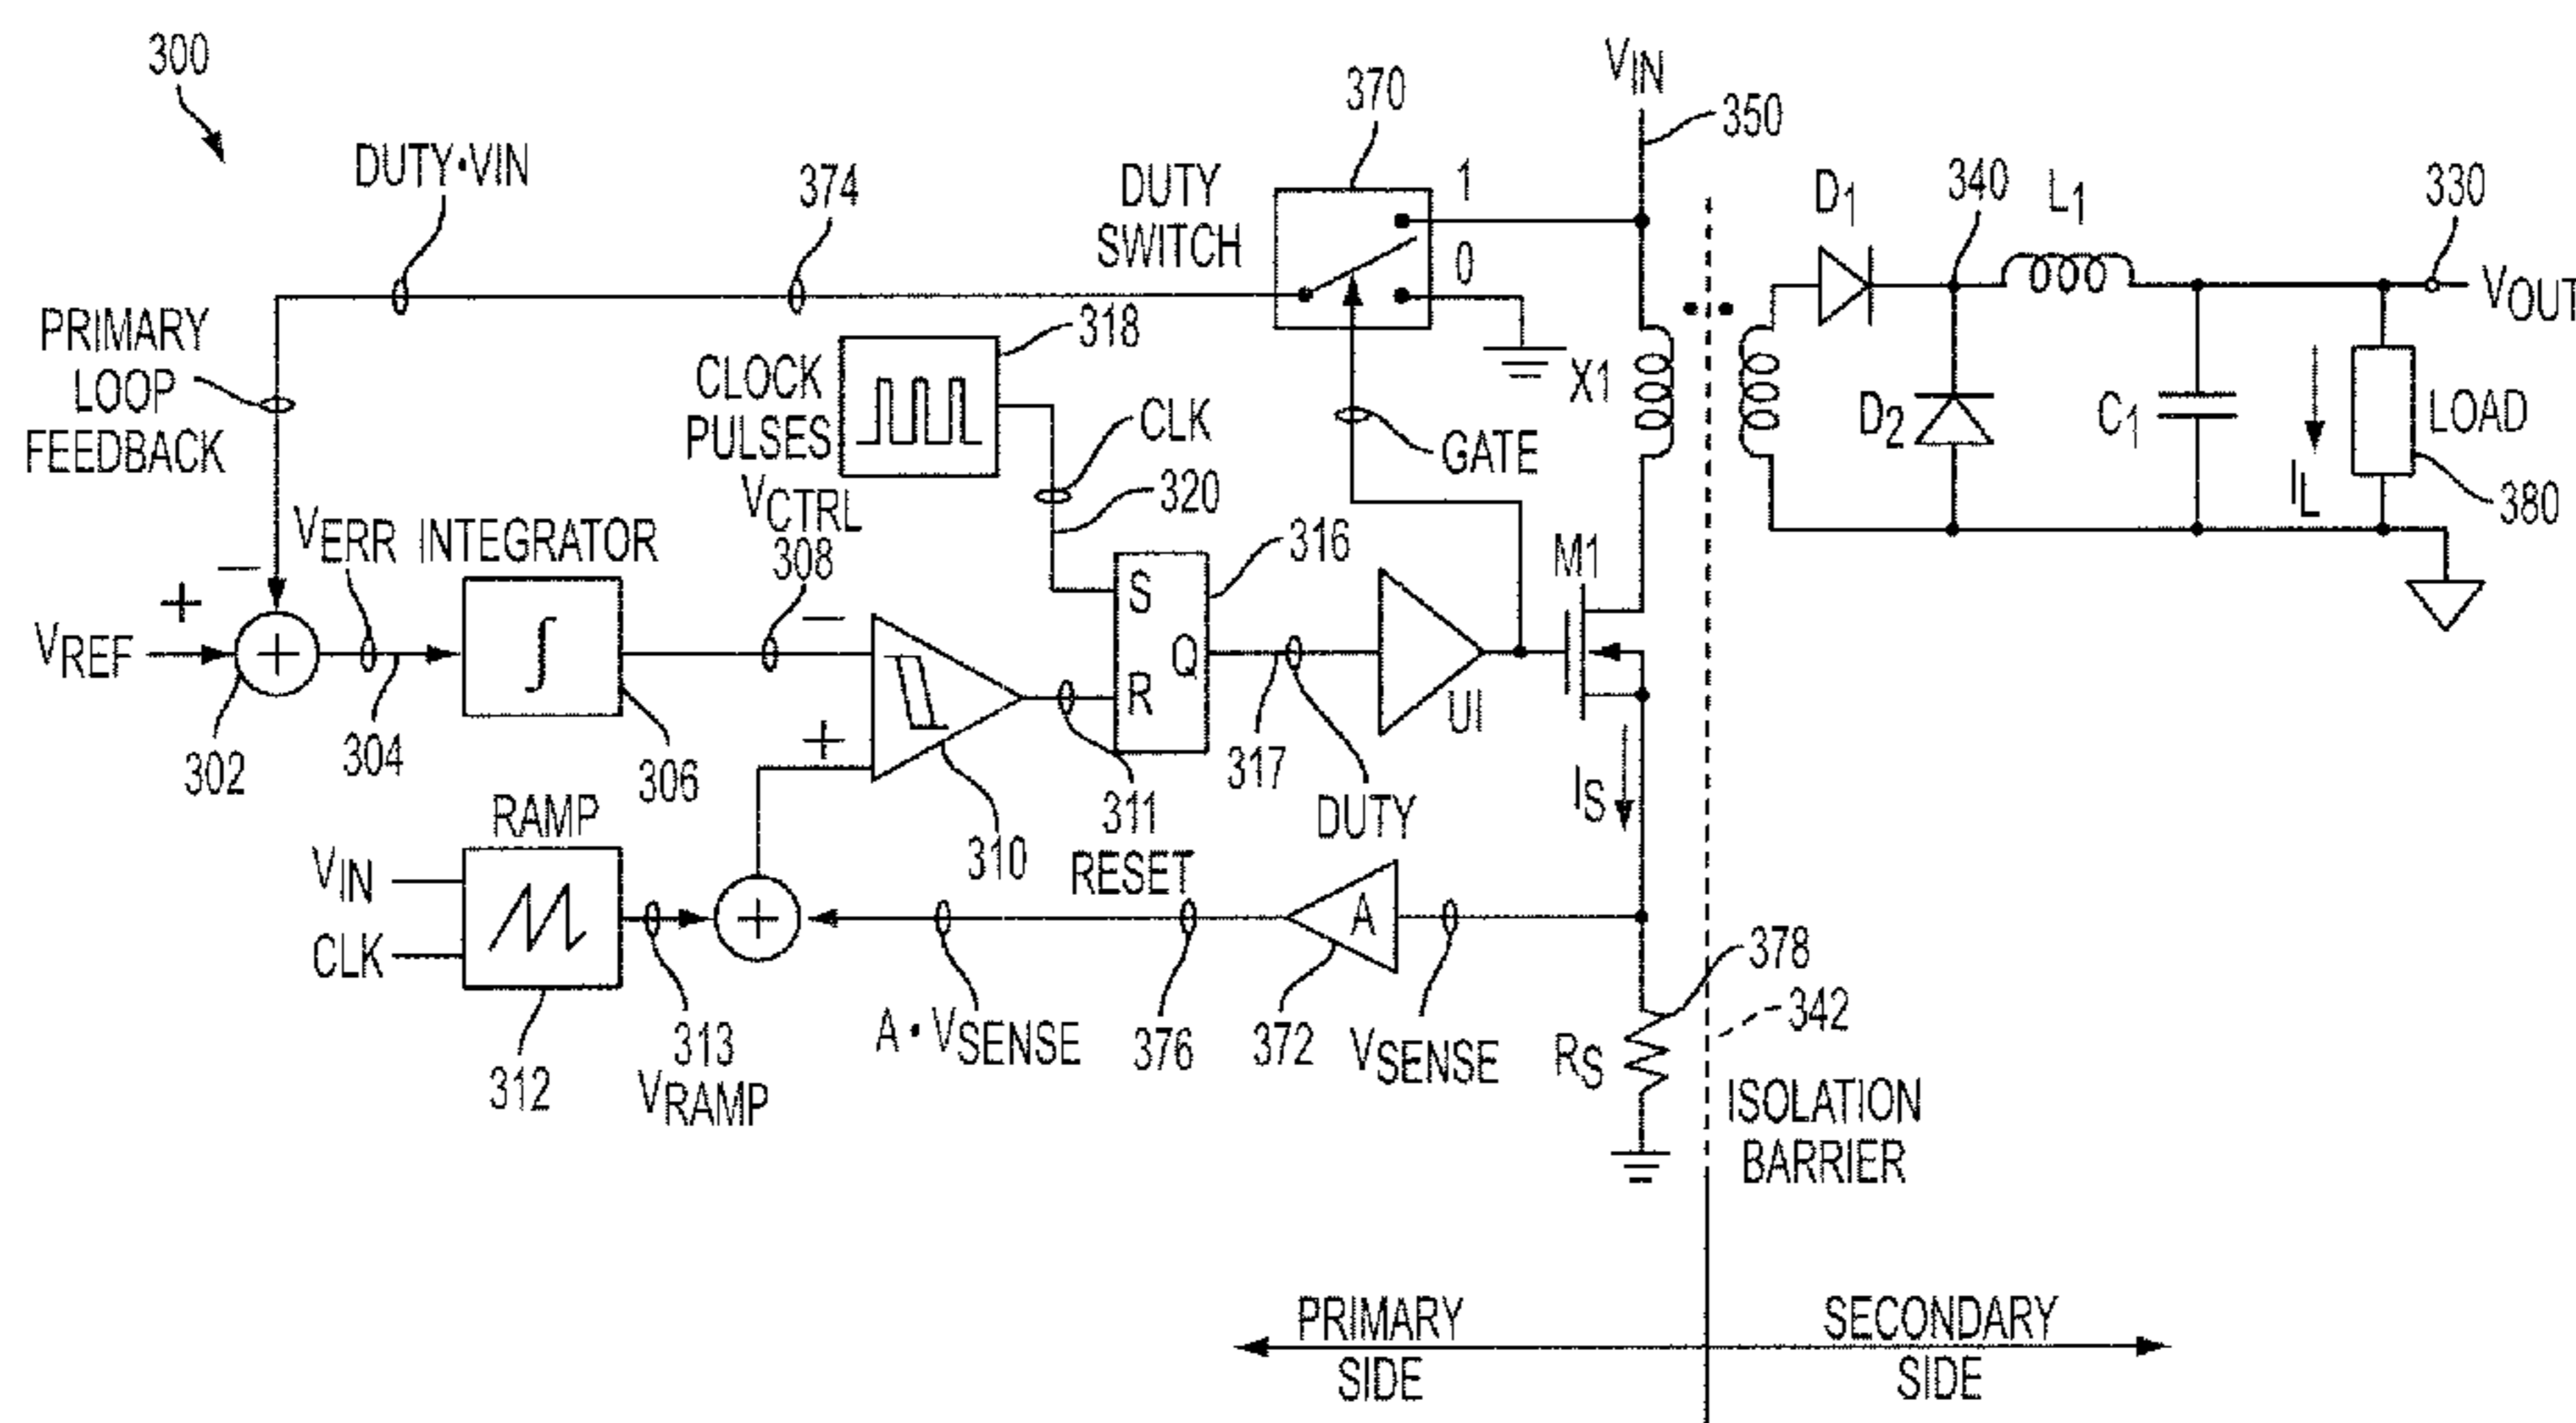 300
DUTY•VIN
374
DUTY
SWITCH
370
1
0
VIN
350
D1
340
L1
330
VOUT
PRIMARY
LOOP
FEEDBACK
CLOCK
PULSES
318
CLK
320
GATE
X1
D2
C1
IL
LOAD
380
VERR
INTEGRATOR
VCTRL
308
316
M1
+
−
−
VREF
+
∫
S
R
Q
UI
302
304
306
+
310
311
RESET
317
DUTY
IS
RAMP
VIN
CLK
312
313
VRAMP
+
A • VSENSE
376
A
372
VSENSE
RS
378
342
ISOLATION
BARRIER
PRIMARY
SIDE
SECONDARY
SIDE